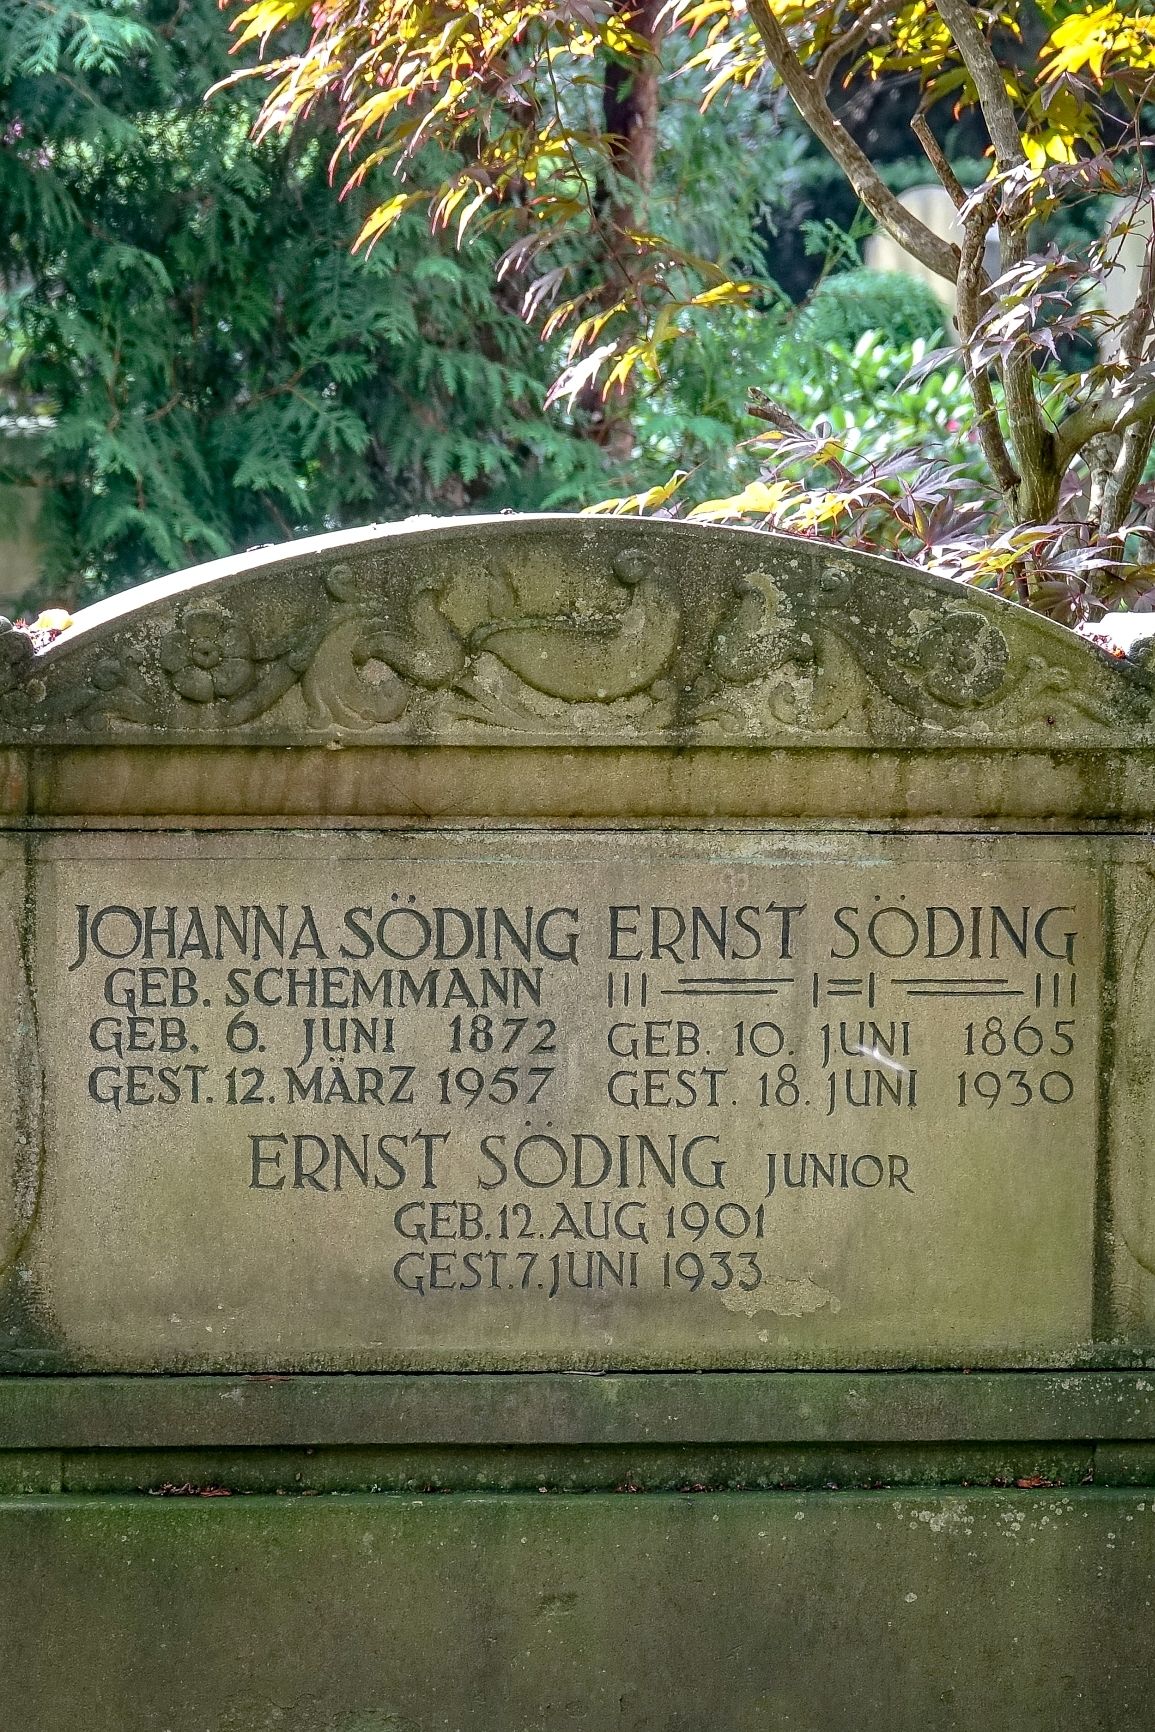 JOHANNA SÖDING
GEB. SCHEMMANN
GEB. 6. JUNI 1872
GEST. 12. MÄRZ 1957
ERNST SÖDING
GEB. 10. JUNI 1865
GEST. 18. JUNI 1930
ERNST SÖDING JUNIOR
GEB. 12. AUG 1901
GEST. 7. JUNI 1933